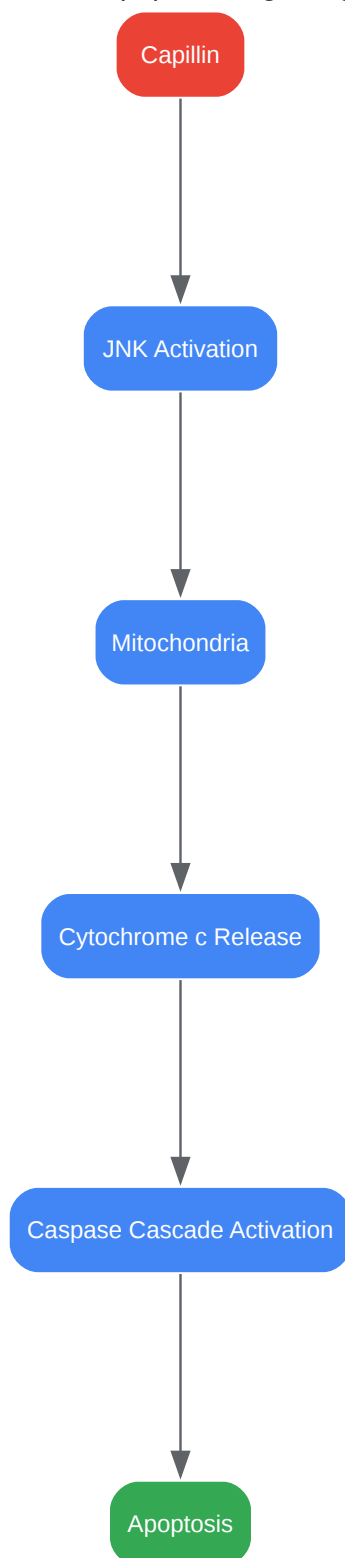 Capillin
JNK Activation
Mitochondria
Cytochrome c Release
Caspase Cascade Activation
Apoptosis